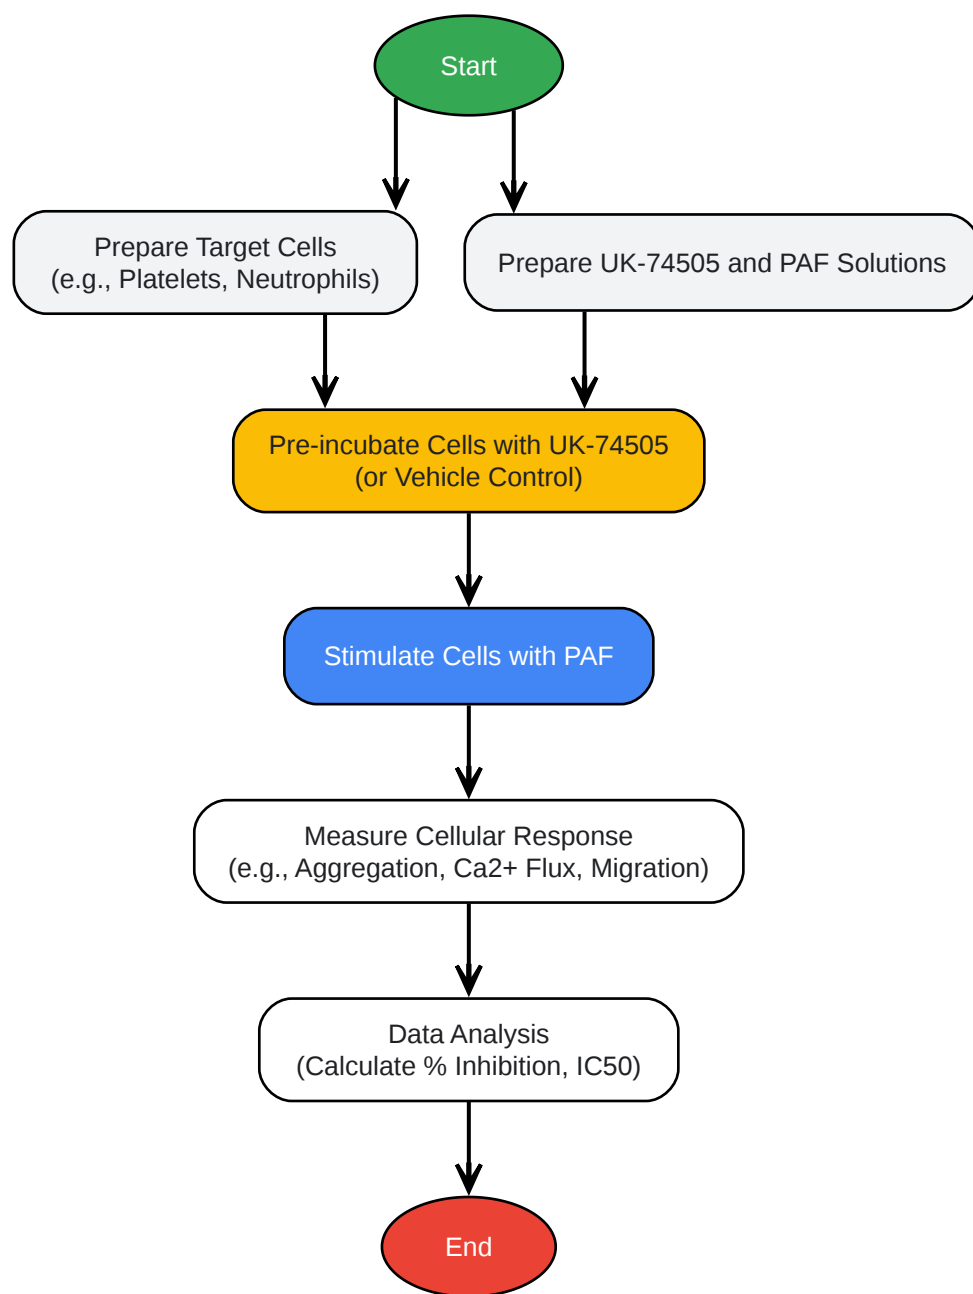 Start
Prepare Target Cells
(e.g., Platelets, Neutrophils)
Prepare UK-74505 and PAF Solutions
Pre-incubate Cells with UK-74505
(or Vehicle Control)
Stimulate Cells with PAF
Measure Cellular Response
(e.g., Aggregation, Ca2+ Flux, Migration)
Data Analysis
(Calculate % Inhibition, IC50)
End